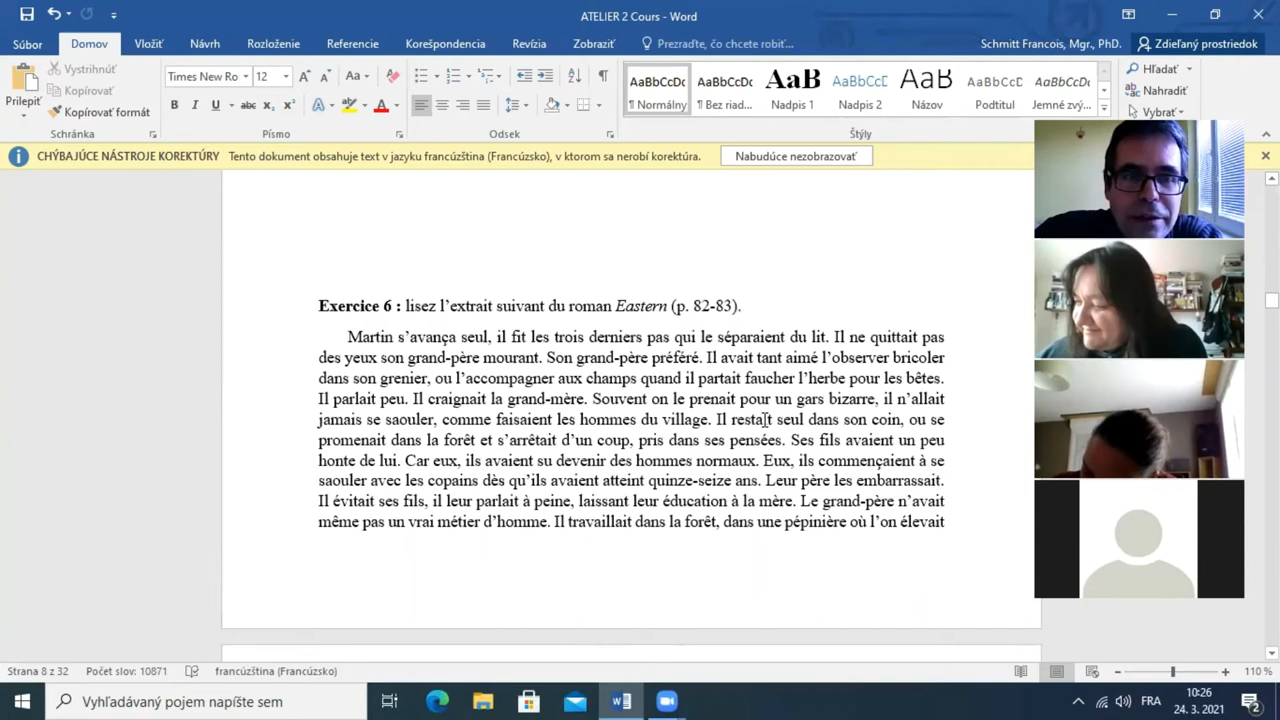 ATELIER 2 Cours - Word
Súbor Domov Vložiť Návrh Rozloženie Referencie Korešpondencia Revízia Zobraziť Prezraďte, čo chcete robiť... Schmitt Francois, Mgr., PhD. Zdieľaný prostriedok
Prilepiť
Vystrihnúť
Kopírovať
Kopírovať formát
Times New Ro 12
AaBbCcDc AaBbCcDc AaB AaBbCcD AaB AaBbCcD AaBbCcDc
¶ Normálny ¶ Bez riad... Nadpis 1 Nadpis 2 Názov Podtitul Jemné zvý...
Hľadať
Nahradiť
Vybrať
Schránka Písmo Odsek Štýly
CHÝBAJÚCE NÁSTROJE KOREKTÚRY Tento dokument obsahuje text v jazyku francúzština (Francúzsko), v ktorom sa nerobí korektúra. Nabudúce nezobrazovať
Exercice 6 : lisez l’extrait suivant du roman Eastern (p. 82-83).
Martin s’avança seul, il fit les trois derniers pas qui le séparaient du lit. Il ne quittait pas
des yeux son grand-père mourant. Son grand-père préféré. Il avait tant aimé l’observer bricoler
dans son grenier, ou l’accompagner aux champs quand il partait faucher l’herbe pour les bêtes.
Il parlait peu. Il craignait la grand-mère. Souvent on le prenait pour un gars bizarre, il n’allait
jamais se saouler, comme faisaient les hommes du village. Il restait seul dans son coin, ou se
promenait dans la forêt et s’arrêtait d’un coup, pris dans ses pensées. Ses fils avaient un peu
honte de lui. Car eux, ils avaient su devenir des hommes normaux. Eux, ils commençaient à se
saouler avec les copains dès qu’ils avaient atteint quinze-seize ans. Leur père les embarrassait.
Il évitait ses fils, il leur parlait à peine, laissant leur éducation à la mère. Le grand-père n’avait
même pas un vrai métier d’homme. Il travaillait dans la forêt, dans une pépinière où l’on élevait
Strana 8 z 32 Počet slov: 10871 francúzština (Francúzsko) 110 %
Vyhľadávaný pojem napíšte sem
FRA
10:26
24. 3. 2021
2